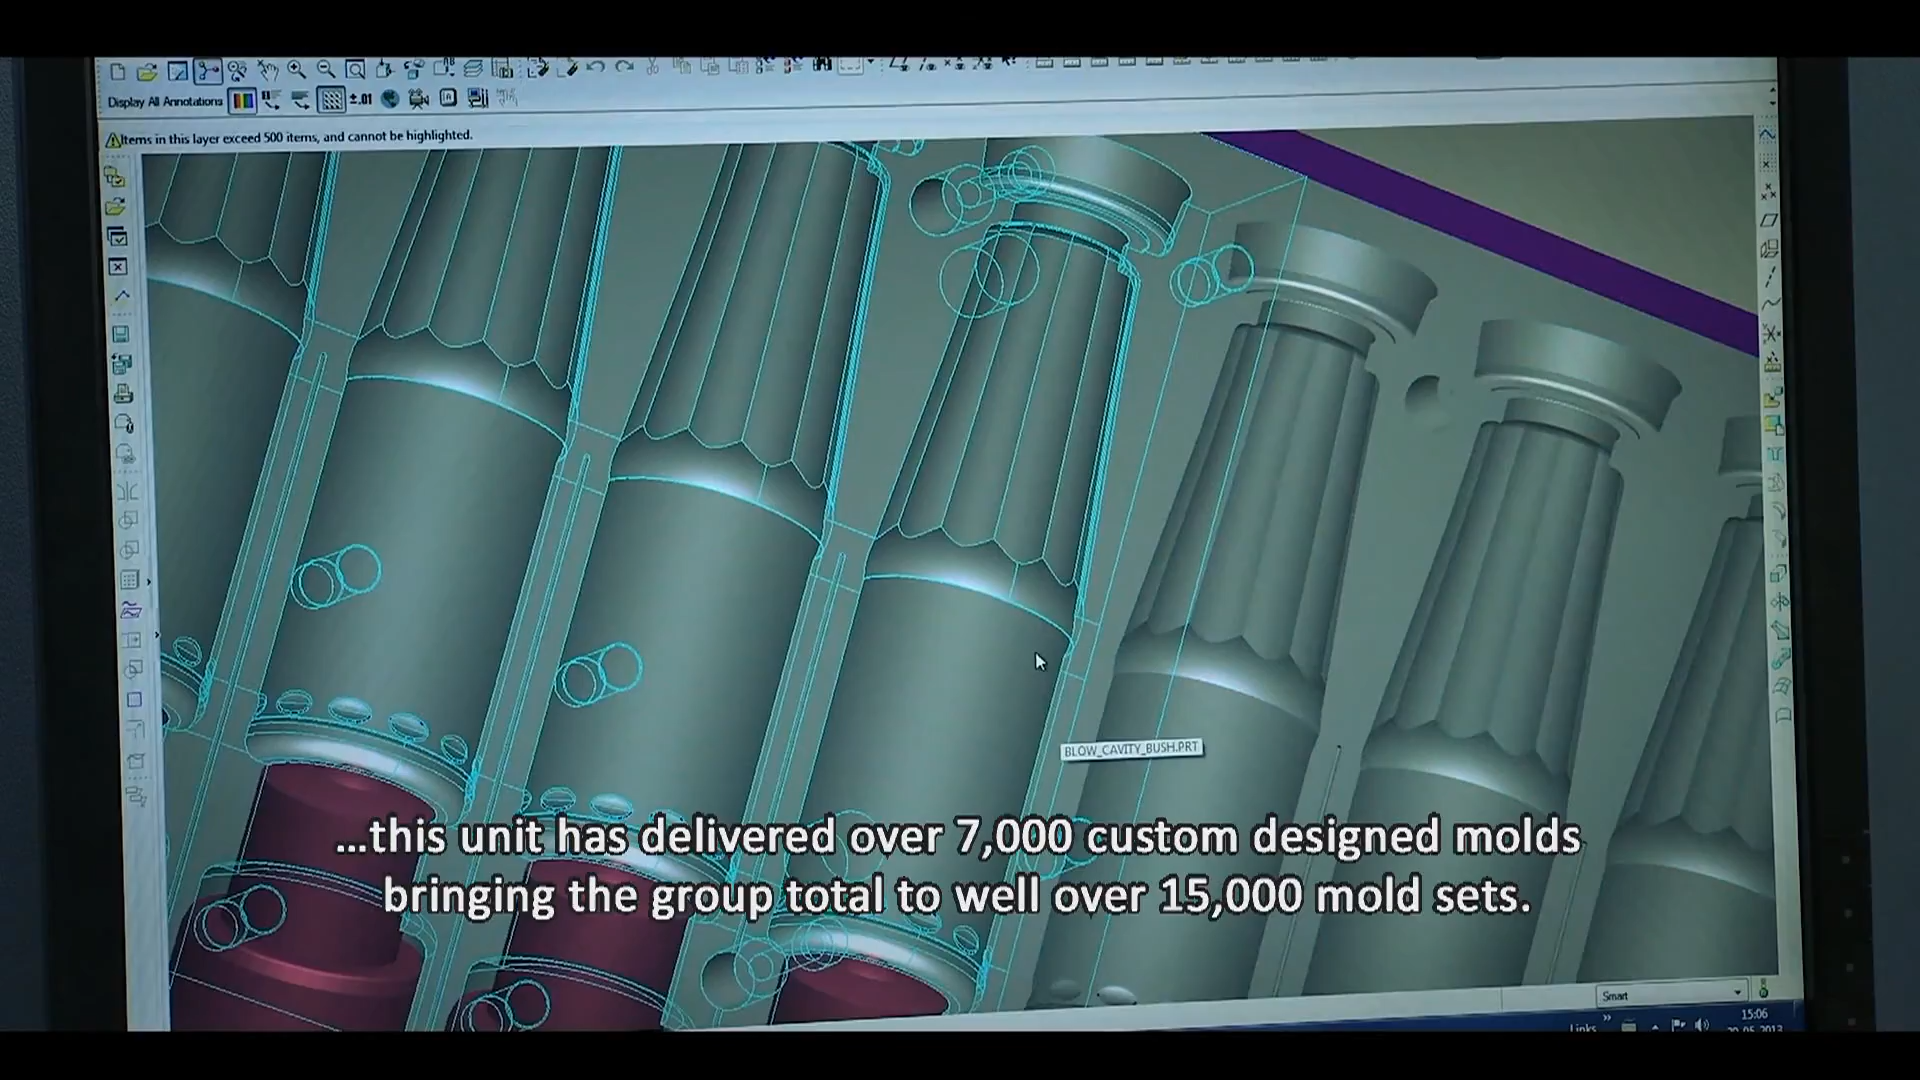 Display All Annotations
±.01
Items in this layer exceed 500 items, and cannot be highlighted.
BLOW_CAVITY_BUSH.PRT
...this unit has delivered over 7,000 custom designed molds
bringing the group total to well over 15,000 mold sets.
Smart
15:06
Links